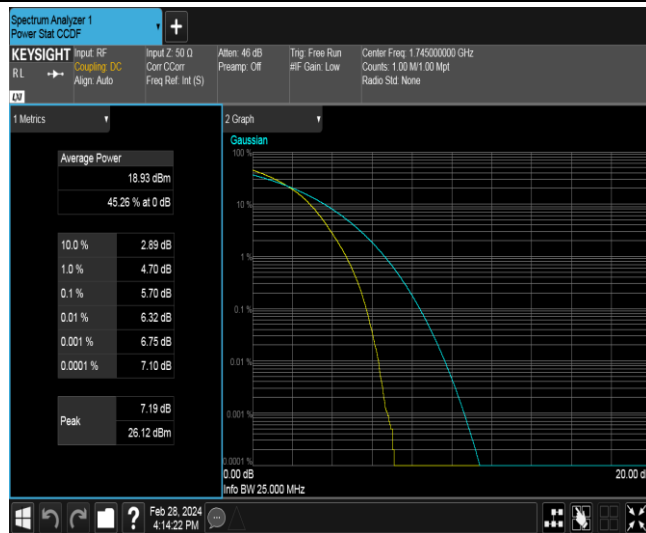 Spectrum Analyzer 1
Power Stat CCDF
KEYSIGHT
RL
Input: RF
Coupling: DC
Align: Auto
Input Z: 50 Ω
Corr CCorr
Freq Ref: Int (S)
Atten: 46 dB
Preamp: Off
Trig: Free Run
#IF Gain: Low
Center Freq: 1.745000000 GHz
Counts: 1.00 M/1.00 Mpt
Radio Std: None
1 Metrics
Average Power
18.93 dBm
45.26 % at 0 dB
10.0 % 2.89 dB
1.0 % 4.70 dB
0.1 % 5.70 dB
0.01 % 6.32 dB
0.001 % 6.75 dB
0.0001 % 7.10 dB
Peak
7.19 dB
26.12 dBm
2 Graph
Gaussian
100 %
10 %
1 %
0.1 %
0.01 %
0.001 %
0.0001 %
0.00 dB
20.00 d
Info BW 25.000 MHz
Feb 28, 2024
4:14:22 PM